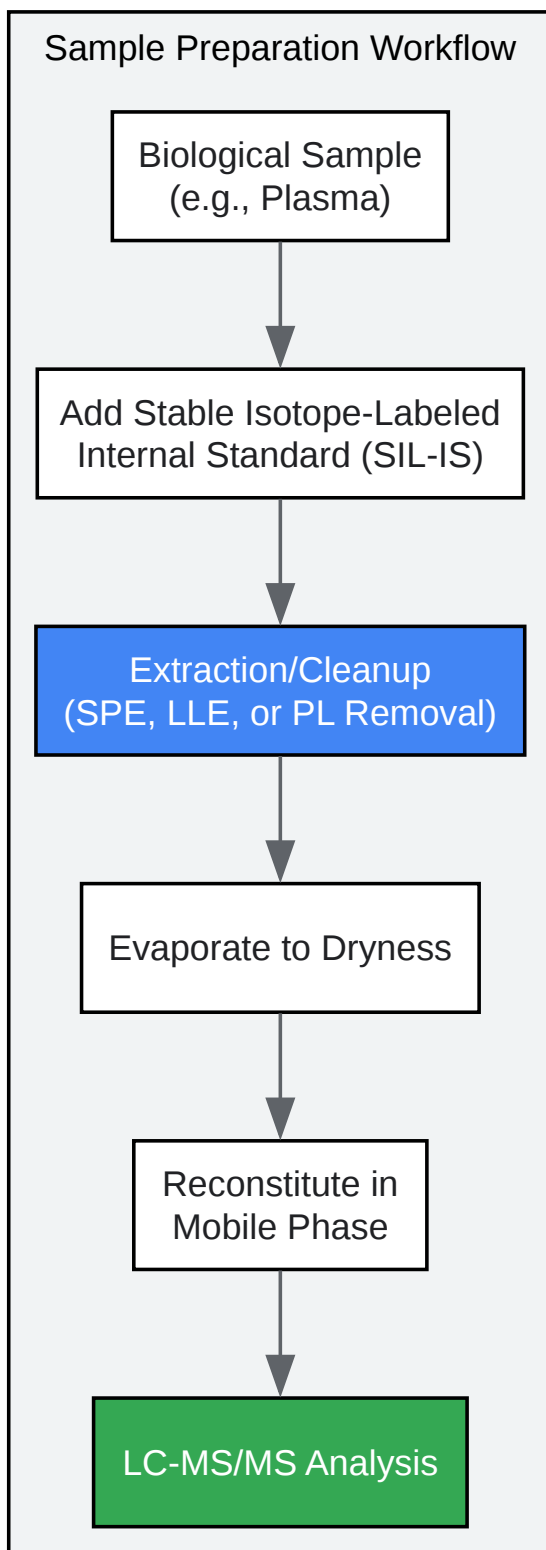 Sample Preparation Workflow
Biological Sample
(e.g., Plasma)
Add Stable Isotope-Labeled
Internal Standard (SIL-IS)
Extraction/Cleanup
(SPE, LLE, or PL Removal)
Evaporate to Dryness
Reconstitute in
Mobile Phase
LC-MS/MS Analysis